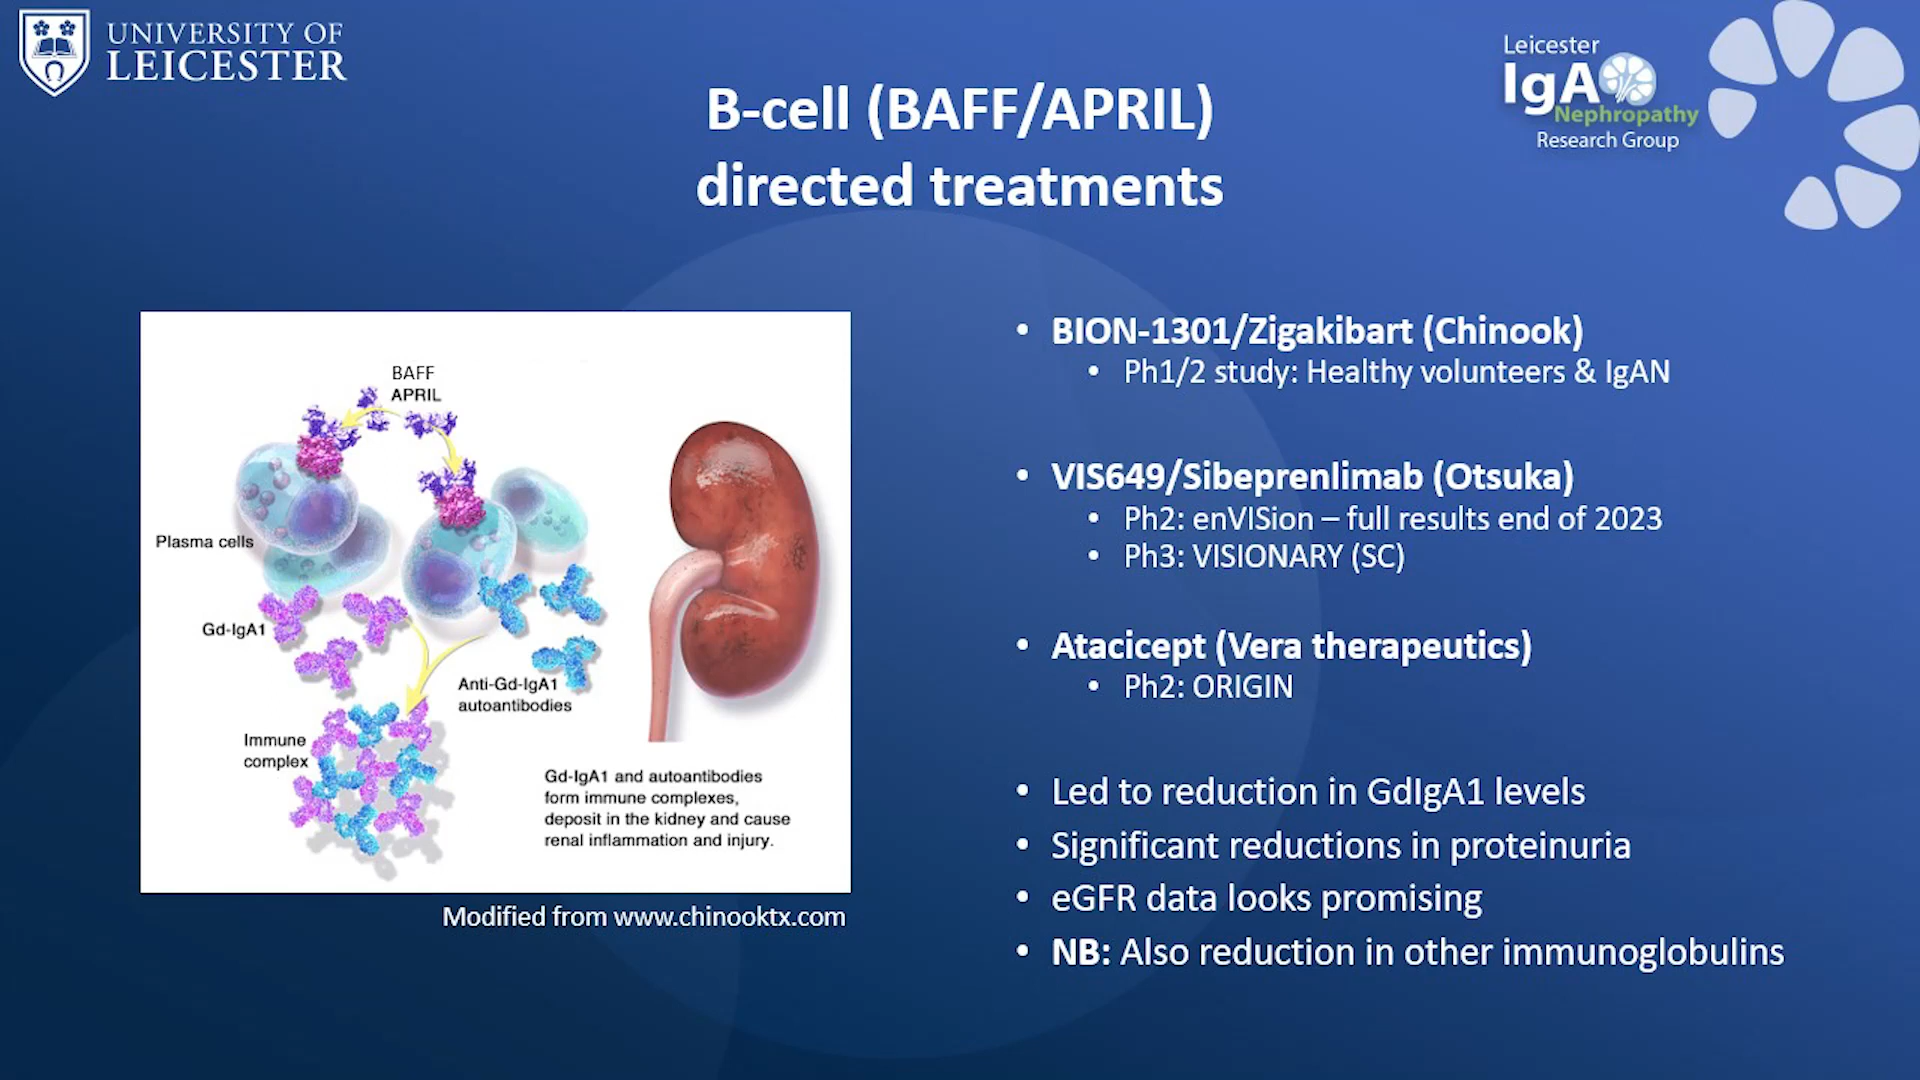 UNIVERSITY OF
LEICESTER
Leicester
IgA
Nephropathy
Research Group
B-cell (BAFF/APRIL)
directed treatments
BAFF
APRIL
Plasma cells
Gd-IgA1
Anti-Gd-IgA1
autoantibodies
Immune
complex
Gd-IgA1 and autoantibodies
form immune complexes,
deposit in the kidney and cause
renal inflammation and injury.
Modified from www.chinooktx.com
• BION-1301/Zigakibart (Chinook)
• Ph1/2 study: Healthy volunteers & IgAN
• VIS649/Sibeprenlimab (Otsuka)
• Ph2: enVISion – full results end of 2023
• Ph3: VISIONARY (SC)
• Atacicept (Vera therapeutics)
• Ph2: ORIGIN
• Led to reduction in GdIgA1 levels
• Significant reductions in proteinuria
• eGFR data looks promising
• NB: Also reduction in other immunoglobulins